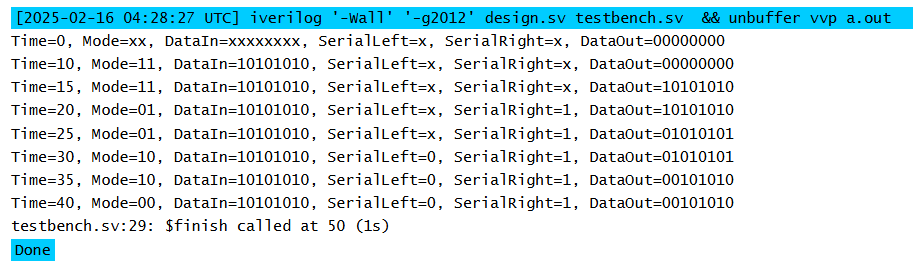 [2025-02-16 04:28:27 UTC] iverilog '-Wall' '-g2012' design.sv testbench.sv  && unbuffer vvp a.out
Time=0, Mode=xx, DataIn=xxxxxxxx, SerialLeft=x, SerialRight=x, DataOut=00000000
Time=10, Mode=11, DataIn=10101010, SerialLeft=x, SerialRight=x, DataOut=00000000
Time=15, Mode=11, DataIn=10101010, SerialLeft=x, SerialRight=x, DataOut=10101010
Time=20, Mode=01, DataIn=10101010, SerialLeft=x, SerialRight=1, DataOut=10101010
Time=25, Mode=01, DataIn=10101010, SerialLeft=x, SerialRight=1, DataOut=01010101
Time=30, Mode=10, DataIn=10101010, SerialLeft=0, SerialRight=1, DataOut=01010101
Time=35, Mode=10, DataIn=10101010, SerialLeft=0, SerialRight=1, DataOut=00101010
Time=40, Mode=00, DataIn=10101010, SerialLeft=0, SerialRight=1, DataOut=00101010
testbench.sv:29: $finish called at 50 (1s)
Done